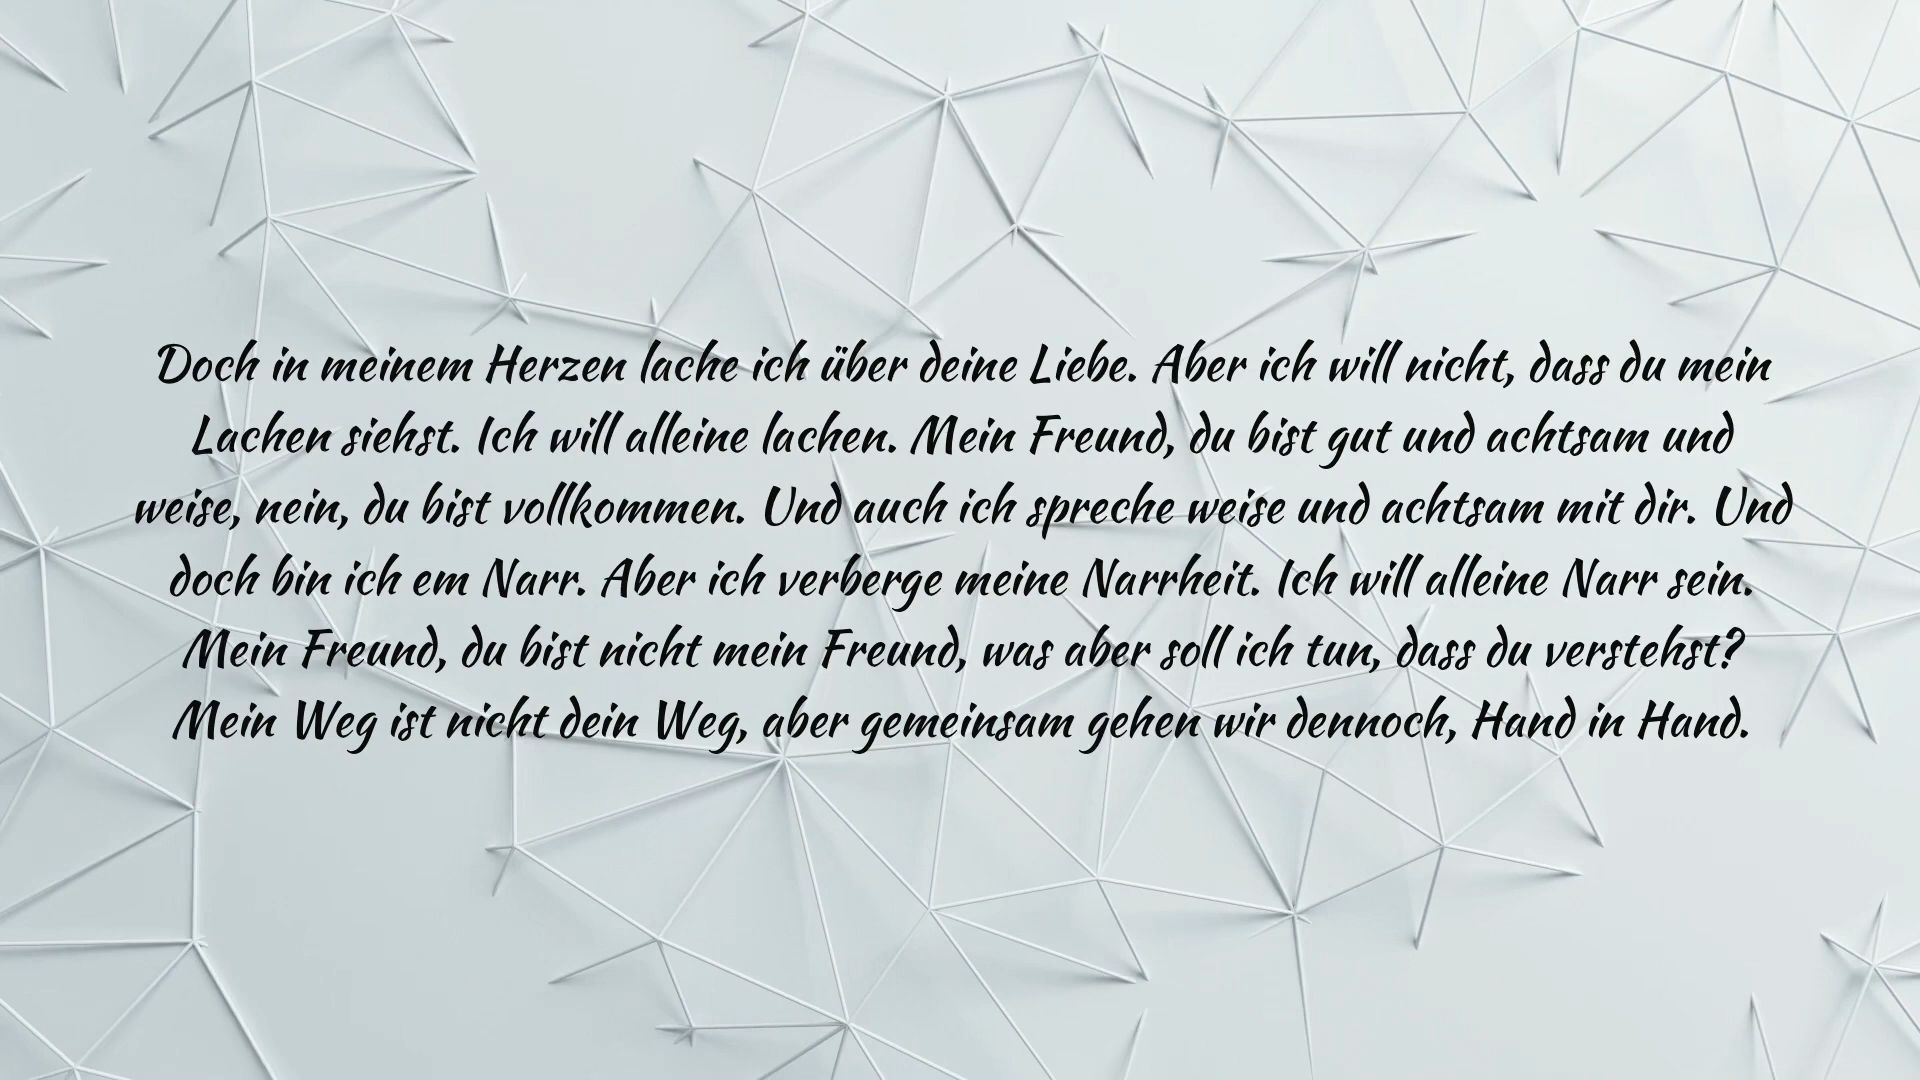 Doch in meinem Herzen lache ich über deine Liebe. Aber ich will nicht, dass du mein
Lachen siehst. Ich will alleine lachen. Mein Freund, du bist gut und achtsam und
weise, nein, du bist vollkommen. Und auch ich spreche weise und achtsam mit dir. Und
doch bin ich em Narr. Aber ich verberge meine Narrheit. Ich will alleine Narr sein.
Mein Freund, du bist nicht mein Freund, was aber soll ich tun, dass du verstehst?
Mein Weg ist nicht dein Weg, aber gemeinsam gehen wir dennoch, Hand in Hand.